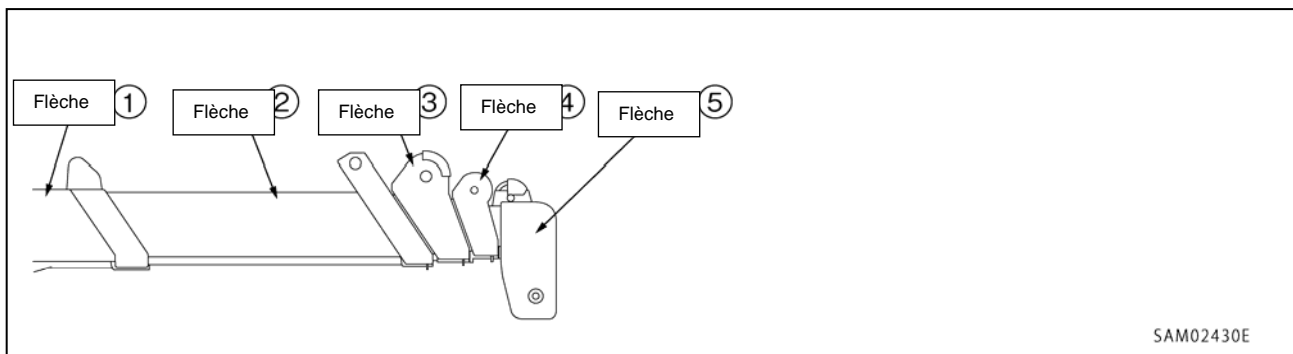 Flèche ①
Flèche ②
Flèche ③
Flèche ④
Flèche ⑤
SAM02430E